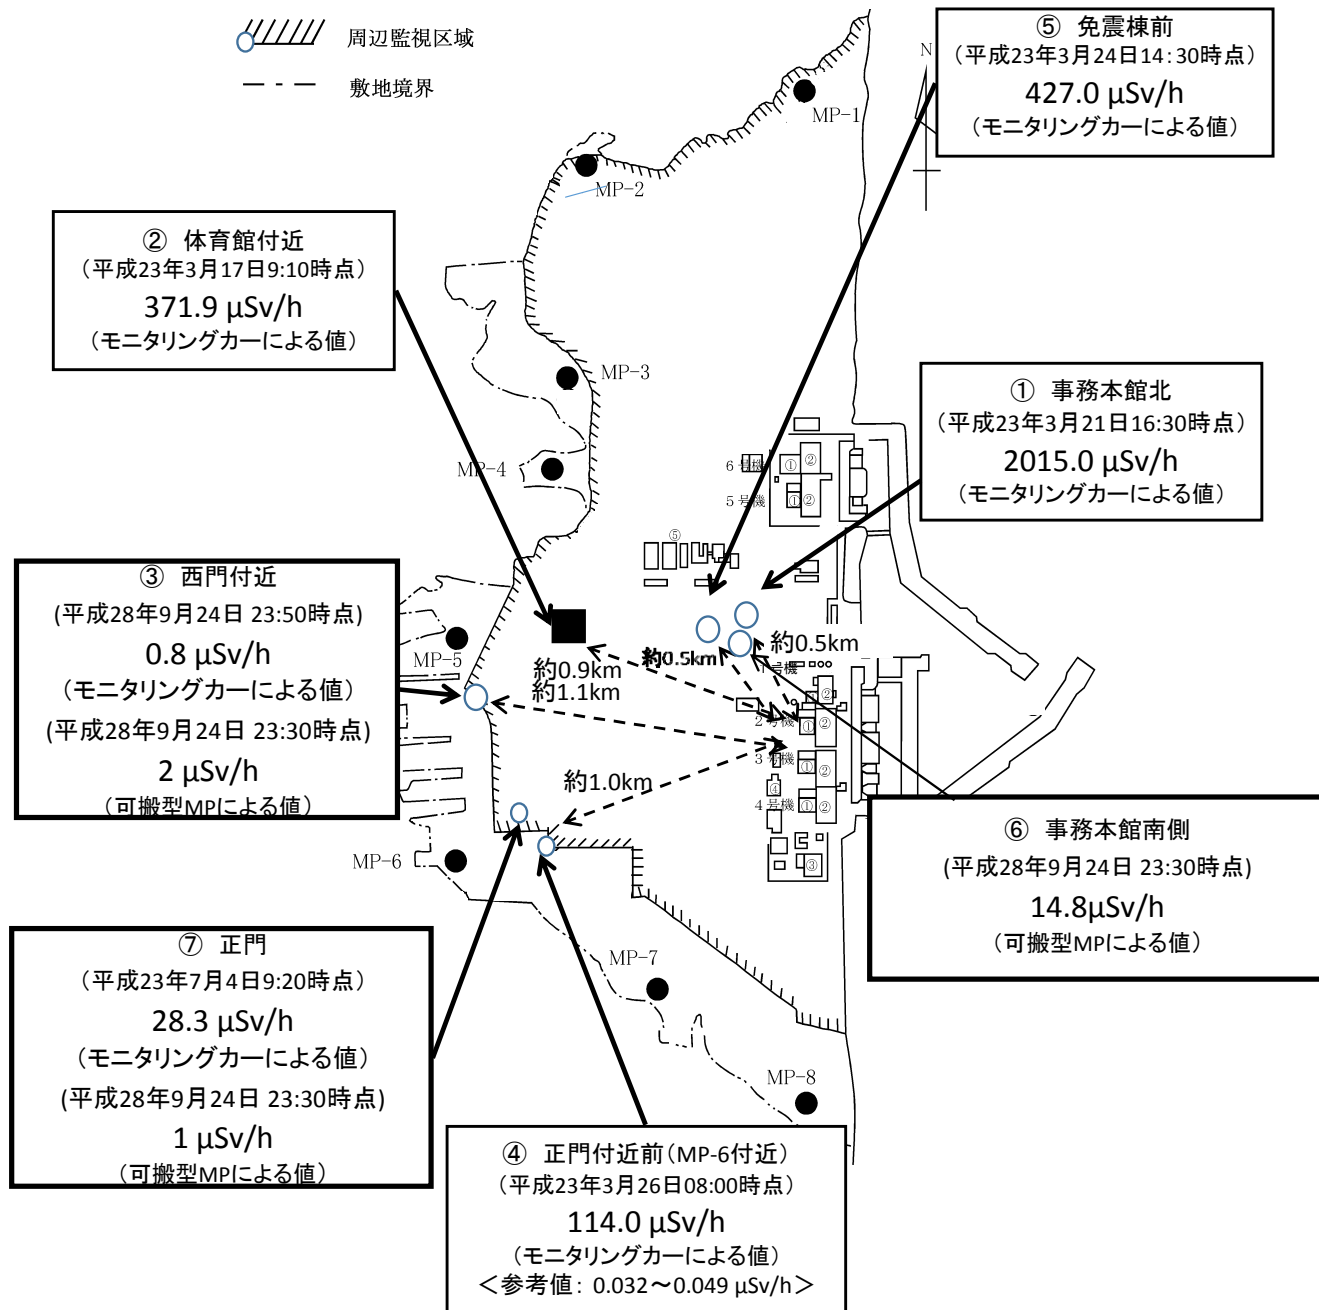 周辺監視区域
敷地境界
⑤ 免震棟前
（平成23年3月24日14：30時点）
427.0 μSv/h
（モニタリングカーによる値）
N
MP-1
MP-2
② 体育館付近
（平成23年3月17日9:10時点）
371.9 μSv/h
（モニタリングカーによる値）
MP-3
① 事務本館北
（平成23年3月21日16:30時点）
2015.0 μSv/h
（モニタリングカーによる値）
MP-4
6号機
①
②
5号機
①
②
⑤
③ 西門付近
(平成28年9月24日 23:50時点)
0.8 μSv/h
（モニタリングカーによる値）
(平成28年9月24日 23:30時点)
2 μSv/h
（可搬型MPによる値）
MP-5
約0.9km
約1.1km
約0.5km
約0.5km
1号機
②
2号機
①
②
3号機
①
②
約1.0km
④
4号機
①
②
③
MP-6
⑥ 事務本館南側
(平成28年9月24日 23:30時点)
14.8μSv/h
（可搬型MPによる値）
⑦ 正門
（平成23年7月4日9:20時点）
28.3 μSv/h
（モニタリングカーによる値）
(平成28年9月24日 23:30時点)
1 μSv/h
（可搬型MPによる値）
MP-7
MP-8
④ 正門付近前（MP-6付近）
（平成23年3月26日08:00時点）
114.0 μSv/h
（モニタリングカーによる値）
＜参考値： 0.032～0.049 μSv/h＞